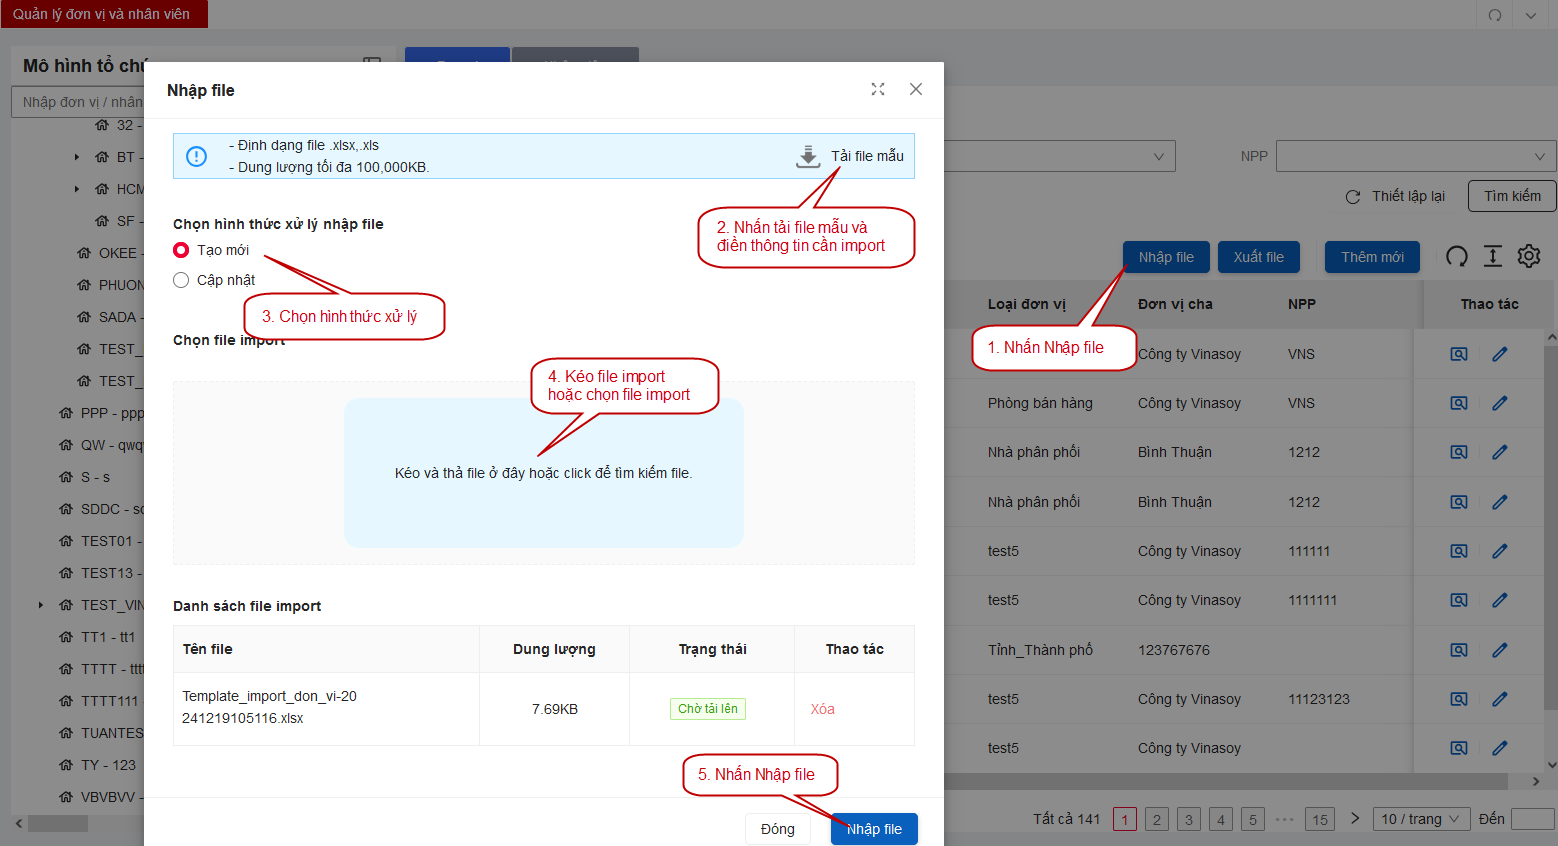 Quản lý đơn vị và nhân viên
Mô hình tổ chứ
Nhập đơn vị / nhân
32 -
BT -
HCM
SF -
OKEE -
PHUON
SADA -
TEST_
TEST_
PPP - ppp
QW - qwqw
S - s
SDDC - sd
TEST01 -
TEST13 -
TEST_VIN
TT1 - tt1
TTTT - tttt
TTTT111 -
TUANTES
TY - 123
VBVBVV -
Nhập file
- Định dạng file .xlsx,.xls
- Dung lượng tối đa 100,000KB.
Tải file mẫu
2. Nhấn tải file mẫu và
điền thông tin cần import
Chọn hình thức xử lý nhập file
Tạo mới
Cập nhật
3. Chọn hình thức xử lý
Chọn file import
4. Kéo file import
hoặc chọn file import
Kéo và thả file ở đây hoặc click để tìm kiếm file.
Danh sách file import
Tên file Dung lượng Trạng thái Thao tác
Template_import_don_vi-20
241219105116.xlsx
7.69KB Chờ tải lên Xóa
5. Nhấn Nhập file
Đóng Nhập file
NPP
Thiết lập lại Tìm kiếm
Nhập file Xuất file Thêm mới
1. Nhấn Nhập file
Loại đơn vị Đơn vị cha NPP Thao tác
Công ty Vinasoy VNS
Phòng bán hàng Công ty Vinasoy VNS
Nhà phân phối Bình Thuận 1212
Nhà phân phối Bình Thuận 1212
test5 Công ty Vinasoy 111111
test5 Công ty Vinasoy 1111111
Tỉnh_Thành phố 123767676
test5 Công ty Vinasoy 11123123
test5 Công ty Vinasoy
Tất cả 141 1 2 3 4 5 ••• 15 10 / trang Đến